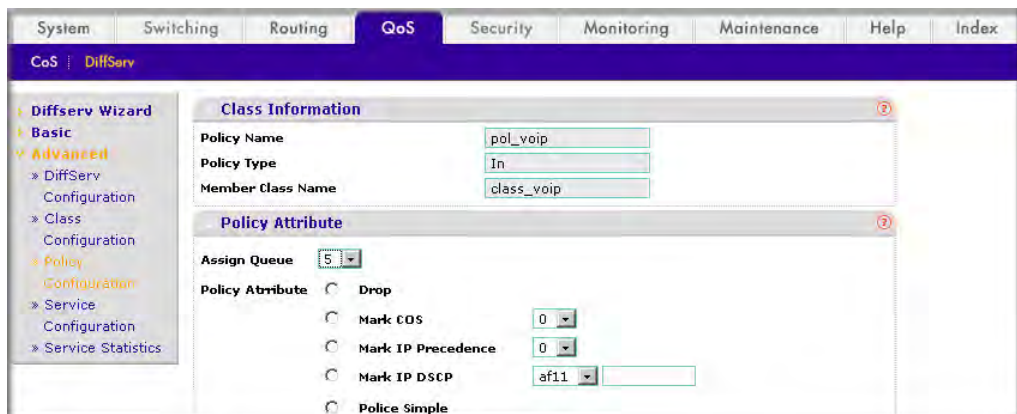 System Switching Routing QoS Security Monitoring Maintenance Help Index
CoS | DiffServ
Diffserv Wizard
Basic
Advanced
» DiffServ
Configuration
» Class
Configuration
» Policy
Configuration
» Service
Configuration
» Service Statistics
Class Information
Policy Name pol_voip
Policy Type In
Member Class Name class_voip
Policy Attribute
Assign Queue 5
Policy Attribute Drop
Mark COS 0
Mark IP Precedence 0
Mark IP DSCP af11
Police Simple